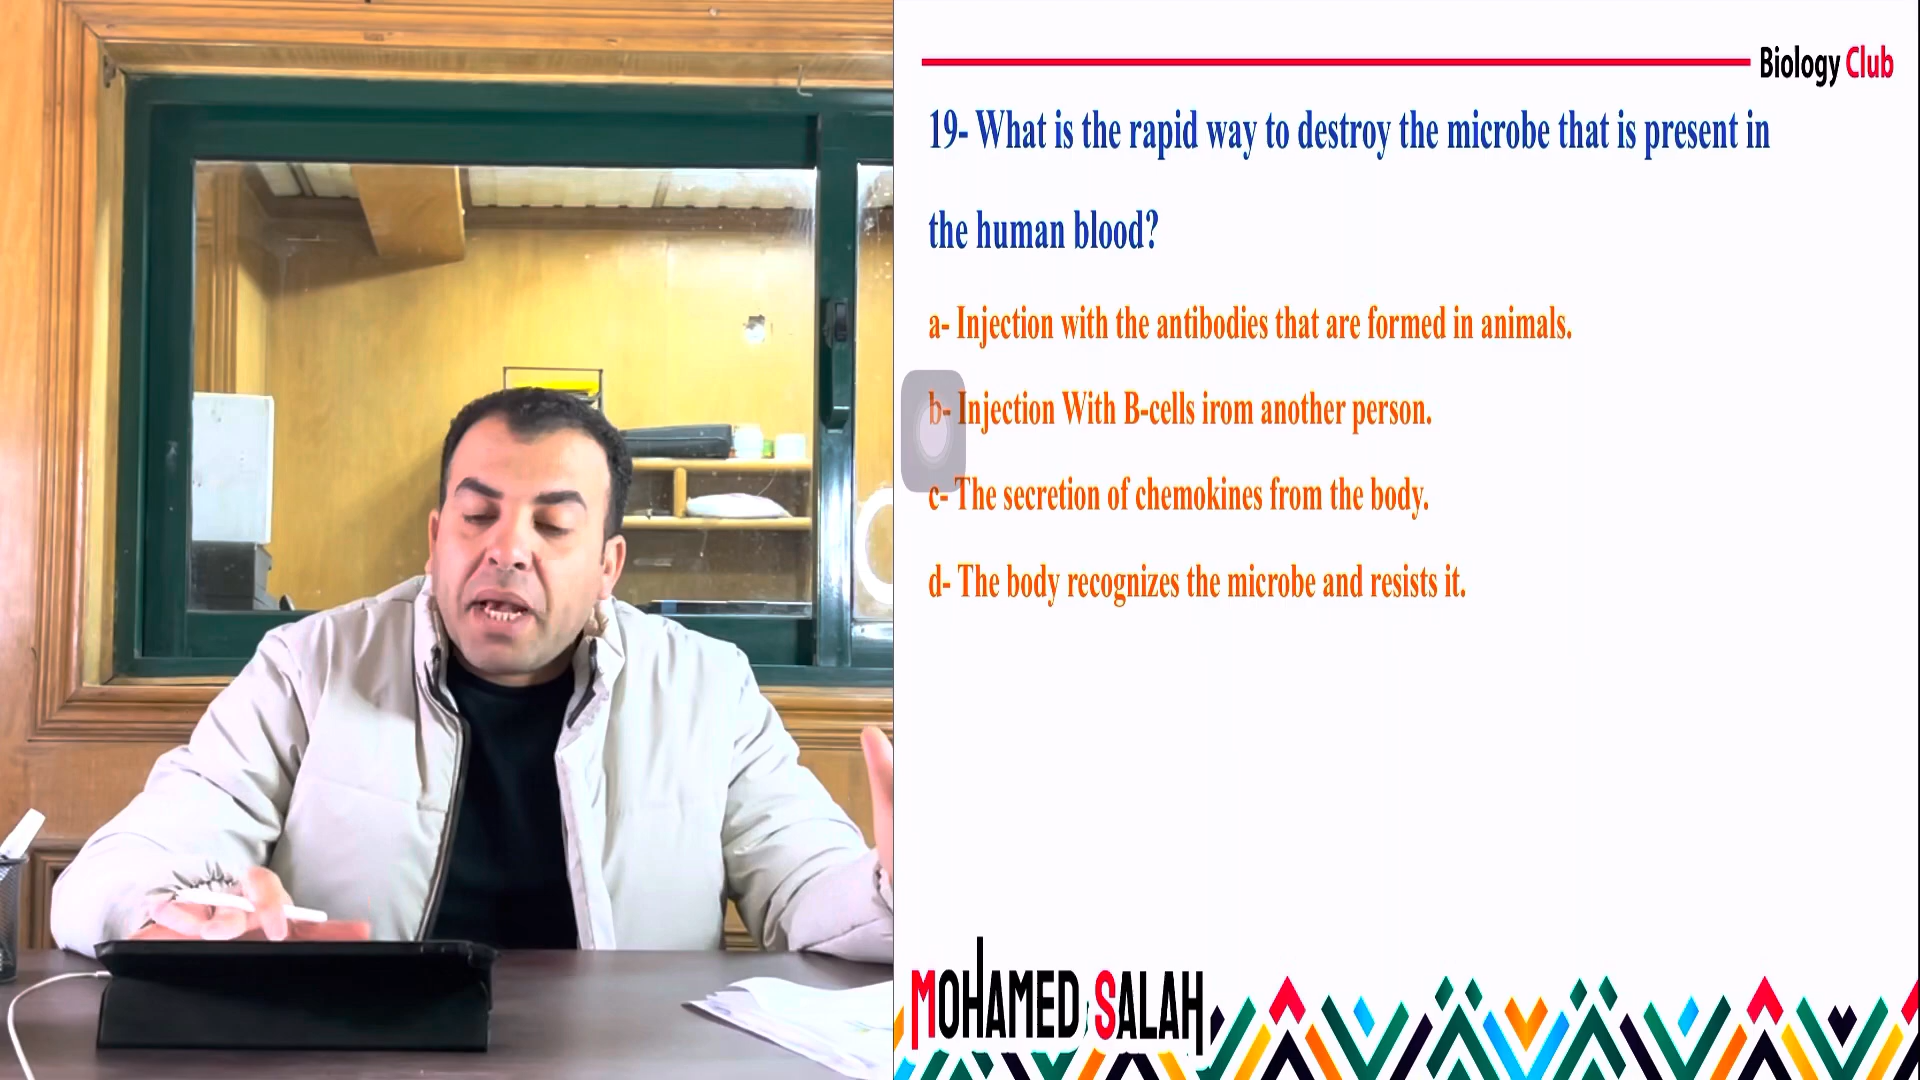 Biology Club
19- What is the rapid way to destroy the microbe that is present in
the human blood?
a- Injection with the antibodies that are formed in animals.
b- Injection With B-cells irom another person.
c- The secretion of chemokines from the body.
d- The body recognizes the microbe and resists it.
MOHAMED SALAH